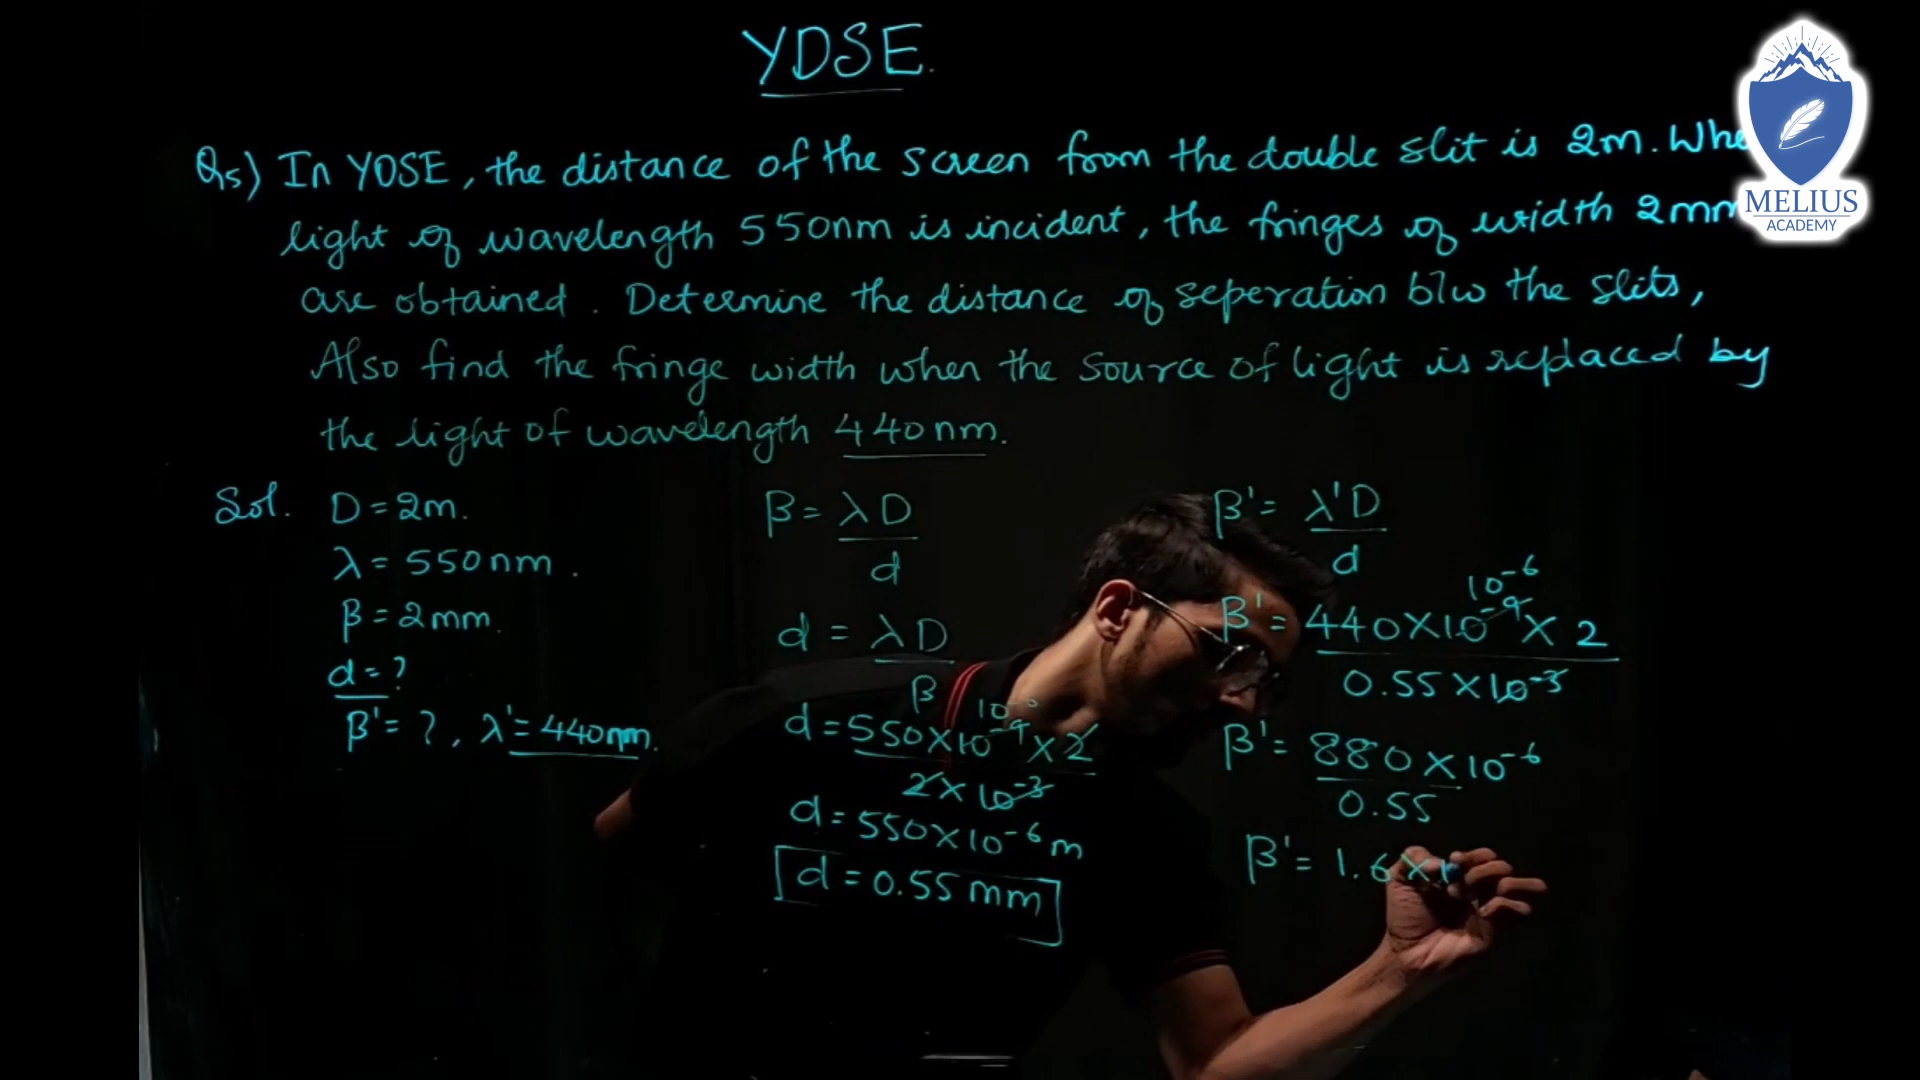 YDSE.
MELIUS
ACADEMY
Q5) In YDSE, the distance of the screen from the double slit is 2m. Whe
light of wavelength 550nm is incident, the fringes of width 2mm
are obtained. Determine the distance of seperation b/w the slits,
Also find the fringe width when the source of light is replaced by
the light of wavelength 440nm.
Sol. D = 2m.
λ = 550nm.
β = 2mm.
d = ?
β' = ?, λ' = 440nm.
β = λD
d
d = λD
β
d = 550×10⁻⁹×2
2×10⁻³
d = 550×10⁻⁶ m
d = 0.55 mm
β' = λ'D
d
10⁻⁶
β' = 440×10⁻⁹×2
0.55×10⁻³
β' = 880×10⁻⁶
0.55
β' = 1.6×1